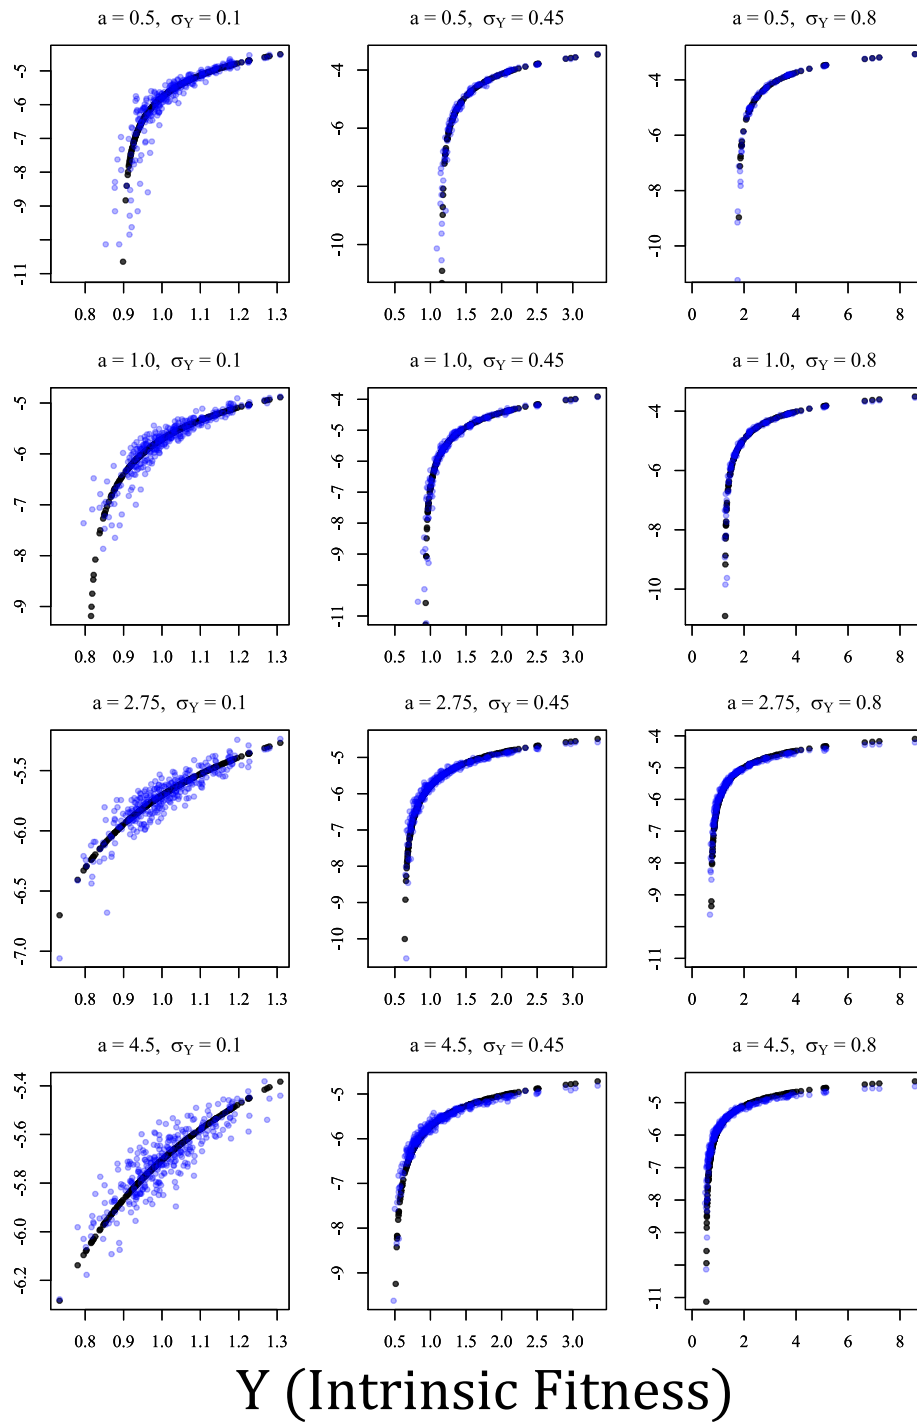 a = 0.5, σY = 0.1 a = 0.5, σY = 0.45 a = 0.5, σY = 0.8
-5 -4 -4
-6
-7 -6 -6
-8
-8 -8
-10 -10
-11
0.8 0.9 1.0 1.1 1.2 1.3 0.5 1.0 1.5 2.0 2.5 3.0 0 2 4 6 8
a = 1.0, σY = 0.1 a = 1.0, σY = 0.45 a = 1.0, σY = 0.8
-5 -4 -4
-5
-6 -6 -6
-7 -7
-8 -8 -8
-9 -9
-11 -10
0.8 0.9 1.0 1.1 1.2 1.3 0.5 1.0 1.5 2.0 2.5 3.0 0 2 4 6 8
a = 2.75, σY = 0.1 a = 2.75, σY = 0.45 a = 2.75, σY = 0.8
-5.5 -5 -4
-6 -5
-6.0 -7 -6
-6.5 -8 -7
-9 -8
-7.0 -10 -9
-11
0.8 0.9 1.0 1.1 1.2 1.3 0.5 1.0 1.5 2.0 2.5 3.0 0 2 4 6 8
a = 4.5, σY = 0.1 a = 4.5, σY = 0.45 a = 4.5, σY = 0.8
-5.4 -5 -5
-5.6 -6 -6
-5.8 -7 -7
-6.0 -8 -8
-6.2 -9 -9
-11
0.8 0.9 1.0 1.1 1.2 1.3 0.5 1.0 1.5 2.0 2.5 3.0 0 2 4 6 8
Y (Intrinsic Fitness)